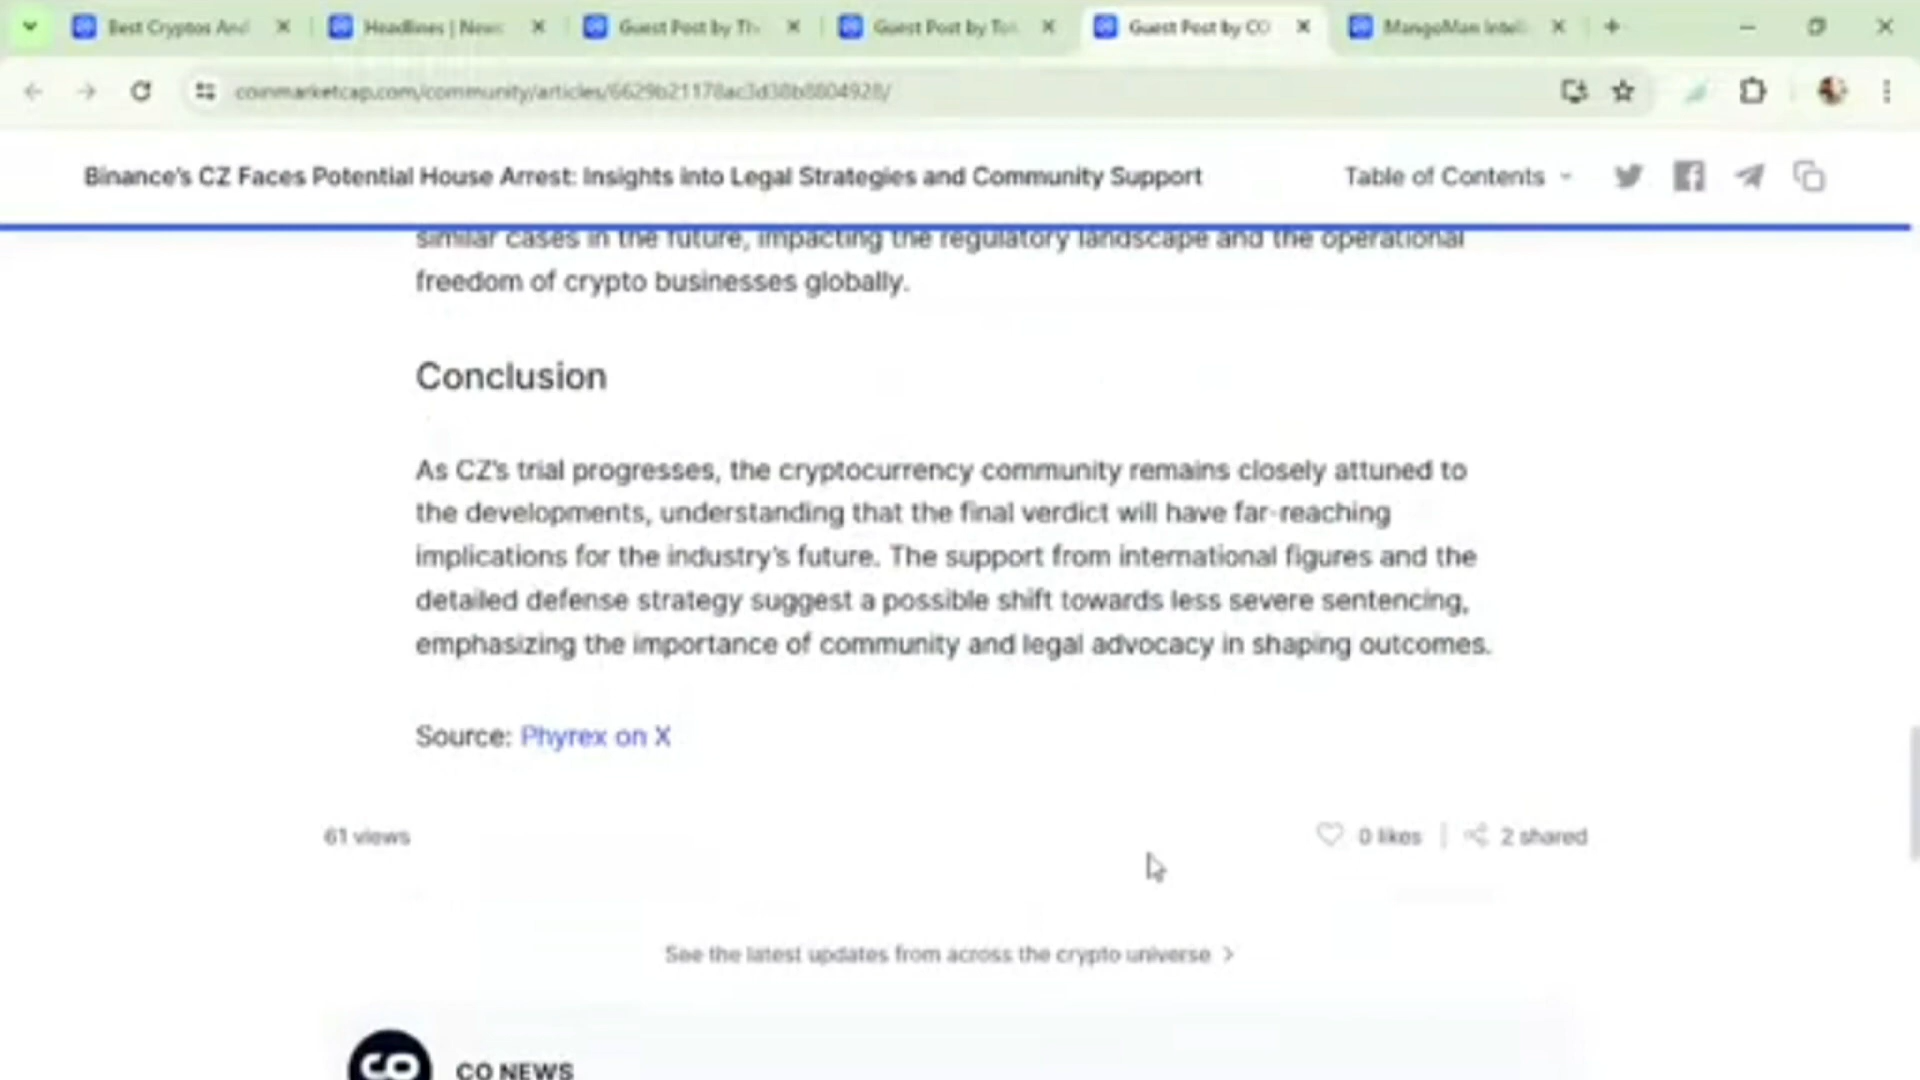 Best Cryptos And
Headlines | News
Guest Post by Th
Guest Post by
Guest Post by CO
MangoMan Intel
coinmarketcap.com/community/articles/6629b21178ac3d38b8804928/
Binance's CZ Faces Potential House Arrest: Insights into Legal Strategies and Community Support
Table of Contents
similar cases in the future, impacting the regulatory landscape and the operational
freedom of crypto businesses globally.
Conclusion
As CZ's trial progresses, the cryptocurrency community remains closely attuned to
the developments, understanding that the final verdict will have far-reaching
implications for the industry's future. The support from international figures and the
detailed defense strategy suggest a possible shift towards less severe sentencing,
emphasizing the importance of community and legal advocacy in shaping outcomes.
Source: Phyrex on X
61 views
0 likes
2 shared
See the latest updates from across the crypto universe >
CO NEWS